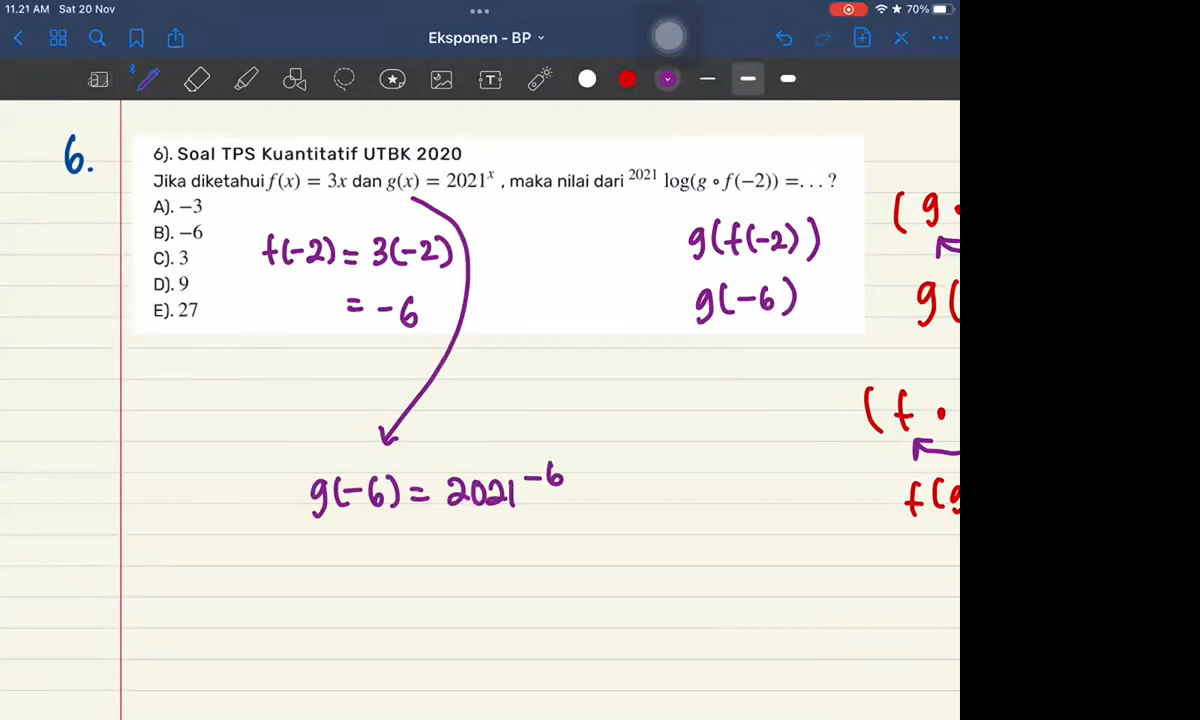 11.21 AM Sat 20 Nov
70%
Eksponen - BP
6.
6). Soal TPS Kuantitatif UTBK 2020
Jika diketahui f(x) = 3x dan g(x) = 2021ˣ , maka nilai dari ²⁰²¹ log(g ∘ f(−2)) =. . . ?
A). −3
B). −6
C). 3
D). 9
E). 27
f(-2) = 3(-2)
= -6
g(f(-2))
g(-6)
g(-6) = 2021⁻⁶
(g ·
g(
(f ·
f(g